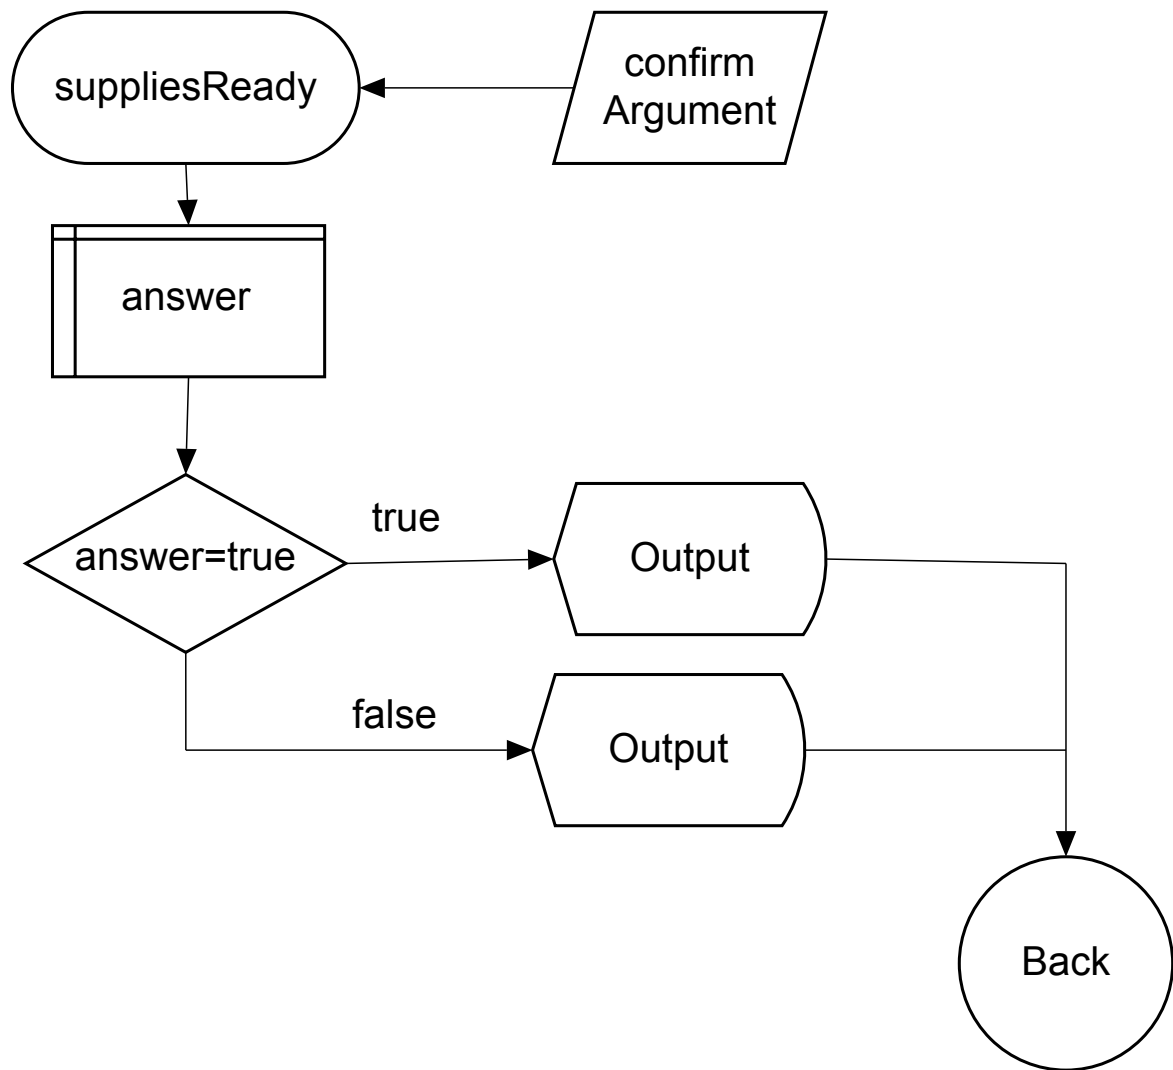 suppliesReady
confirm
Argument
answer
answer=true
true
Output
false
Output
Back